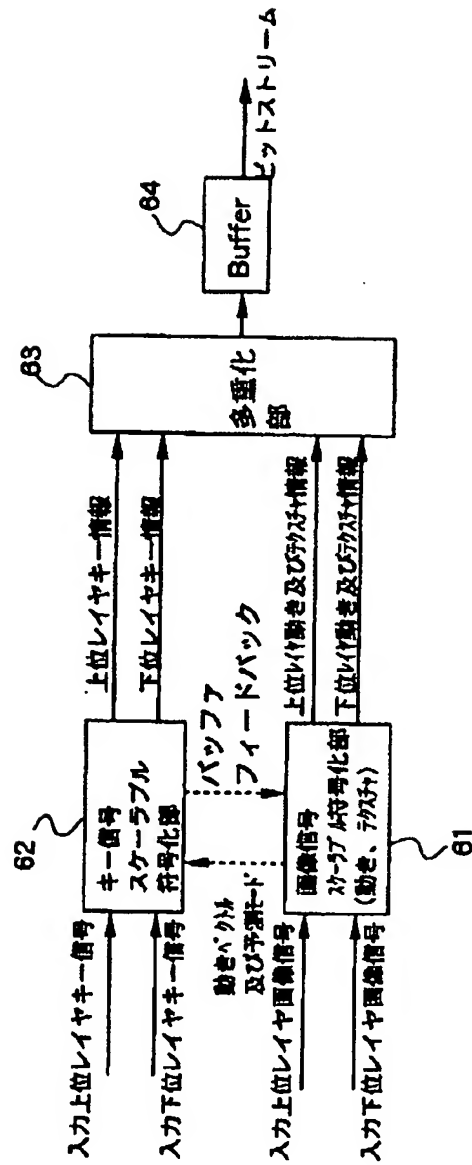 入力上位レイヤキー信号
入力下位レイヤキー信号
62
キー信号
スケーラブル
符号化部
上位レイヤキー情報
下位レイヤキー情報
動きベクトル
及び予測モード
バッファ
フィードバック
入力上位レイヤ画像信号
入力下位レイヤ画像信号
画像信号
スケーラブル符号化部
(動き、テクスチャ)
61
上位レイヤ動き及びテクスチャ情報
下位レイヤ動き及びテクスチャ情報
63
多重化
部
64
Buffer
ビットストリーム